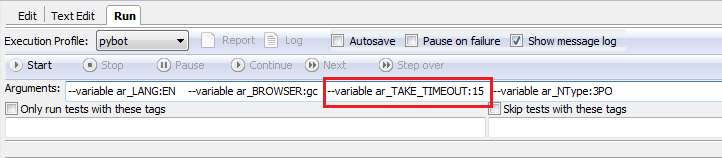 Edit Text Edit Run
Execution Profile: pybot Report Log Autosave Pause on failure Show message log
Start Stop Pause Continue Next Step over
Arguments: --variable ar_LANG:EN --variable ar_BROWSER:gc --variable ar_TAKE_TIMEOUT:15 --variable ar_NType:3PO
Only run tests with these tags Skip tests with these tags